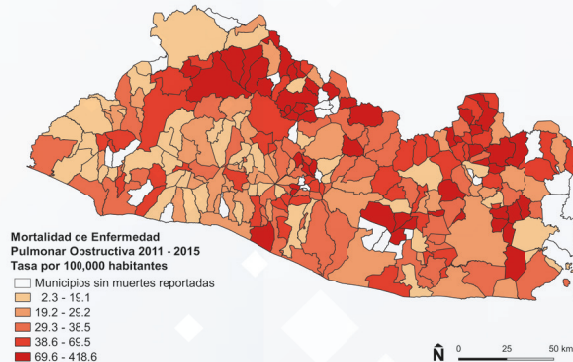 Mortalidad ce Enfermedad
Pulmonar Obstructiva 2011 - 2015
Tasa por 100,000 habitantes
Municipios sin muertes reportadas
2.3 - 19.1
19.2 - 29.2
29.3 - 38.5
38.6 - 69.5
69.6 - 418.6
N
0 25 50 km